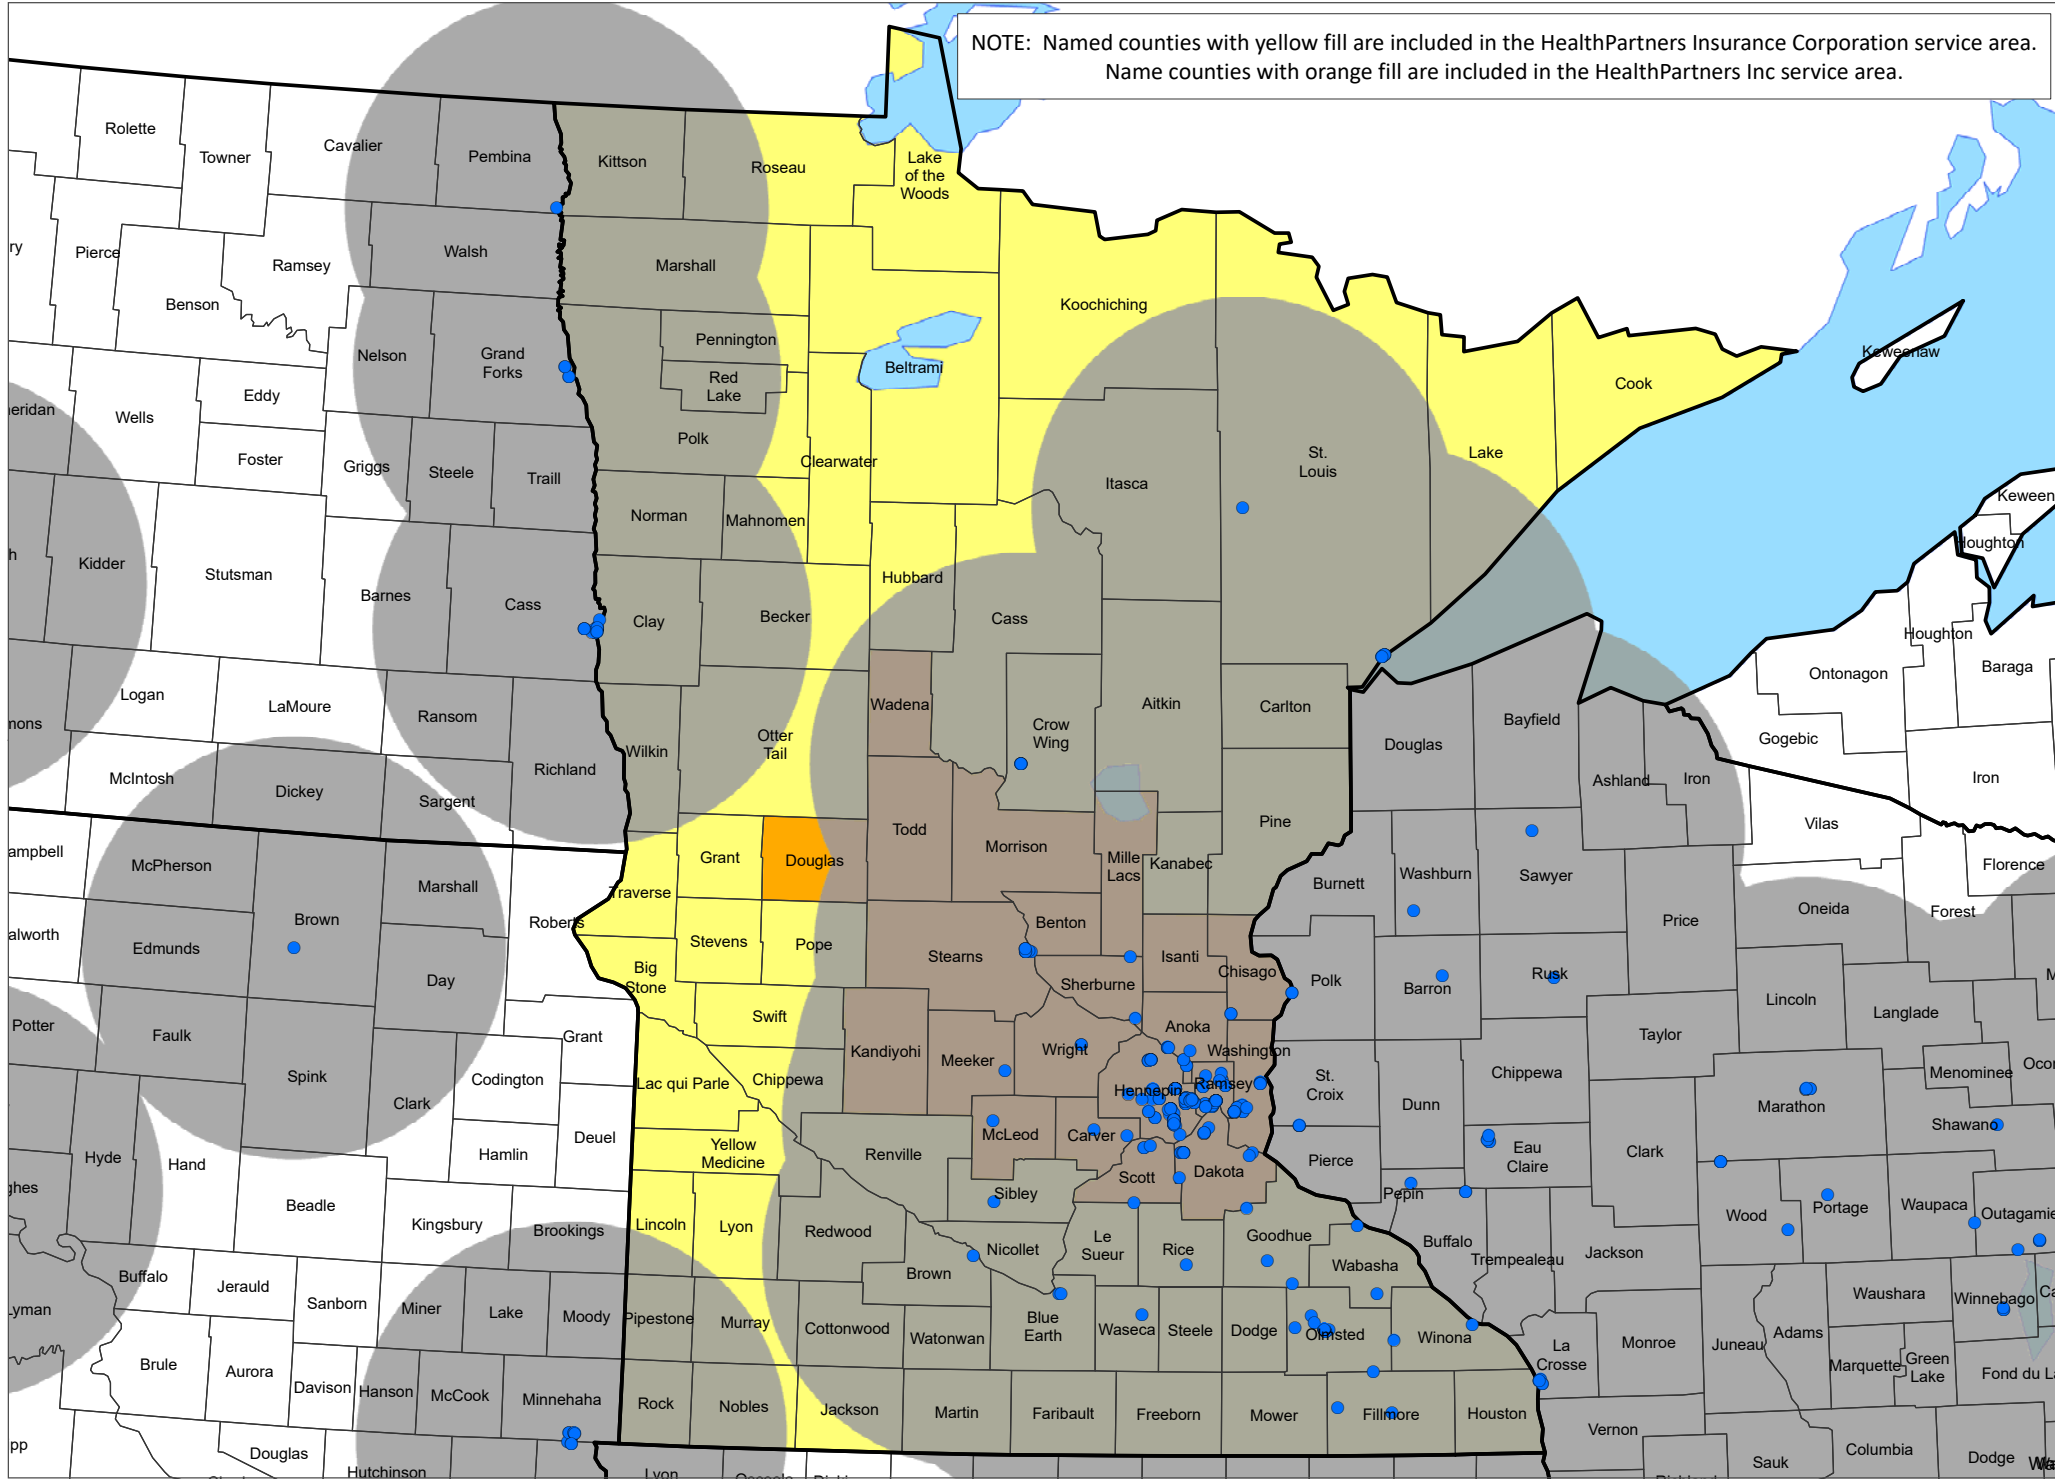 NOTE:  Named counties with yellow fill are included in the HealthPartners Insurance Corporation service area.
Name counties with orange fill are included in the HealthPartners Inc service area.
Rolette
Towner
Cavalier
Pembina
Kittson
Roseau
Lake
of the
Woods
ry
Pierce
Ramsey
Walsh
Marshall
Benson
Koochiching
Nelson
Grand
Forks
Pennington
Red
Lake
Beltrami
Cook
Keweenaw
eridan
Wells
Eddy
Foster
Griggs
Steele
Traill
Polk
Clearwater
Itasca
St.
Louis
Lake
Keween
Houghton
h
Kidder
Stutsman
Barnes
Cass
Norman
Mahnomen
Clay
Becker
Hubbard
Cass
Houghton
Baraga
Ontonagon
Gogebic
Iron
mons
Logan
LaMoure
Ransom
Richland
Wilkin
Otter
Tail
Wadena
Crow
Wing
Aitkin
Carlton
Douglas
Bayfield
Ashland
Iron
McIntosh
Dickey
Sargent
Pine
Vilas
Florence
Forest
ampbell
McPherson
Marshall
Brown
Roberts
Traverse
Grant
Douglas
Todd
Morrison
Mille
Lacs
Kanabec
Burnett
Washburn
Sawyer
Price
Oneida
alworth
Edmunds
Day
Big
Stone
Stevens
Pope
Stearns
Benton
Sherburne
Isanti
Chisago
Polk
Barron
Rusk
Lincoln
Langlade
Potter
Faulk
Spink
Grant
Codington
Clark
Deuel
Hamlin
Swift
Lac qui Parle
Chippewa
Kandiyohi
Meeker
Wright
Anoka
Washington
Hennepin
Ramsey
St.
Croix
Chippewa
Taylor
Dunn
Menominee
Ocon
Marathon
Shawano
Hyde
Hand
Beadle
Kingsbury
Brookings
Yellow
Medicine
Renville
McLeod
Carver
Scott
Dakota
Sibley
Pierce
Pepin
Eau
Claire
Clark
ghes
Lincoln
Lyon
Redwood
Nicollet
Brown
Le
Sueur
Rice
Goodhue
Wabasha
Buffalo
Trempealeau
Jackson
Wood
Portage
Waupaca
Outagamie
Lyman
Buffalo
Jerauld
Sanborn
Miner
Lake
Moody
Pipestone
Murray
Cottonwood
Watonwan
Blue
Earth
Waseca
Steele
Dodge
Olmsted
Winona
La
Crosse
Monroe
Juneau
Adams
Waushara
Winnebago
Marquette
Green
Lake
Fond du La
Brule
Aurora
Davison
Hanson
McCook
Minnehaha
Rock
Nobles
Jackson
Martin
Faribault
Freeborn
Mower
Fillmore
Houston
Vernon
Sauk
Columbia
Dodge
pp
Douglas
Hutchinson
Lyon